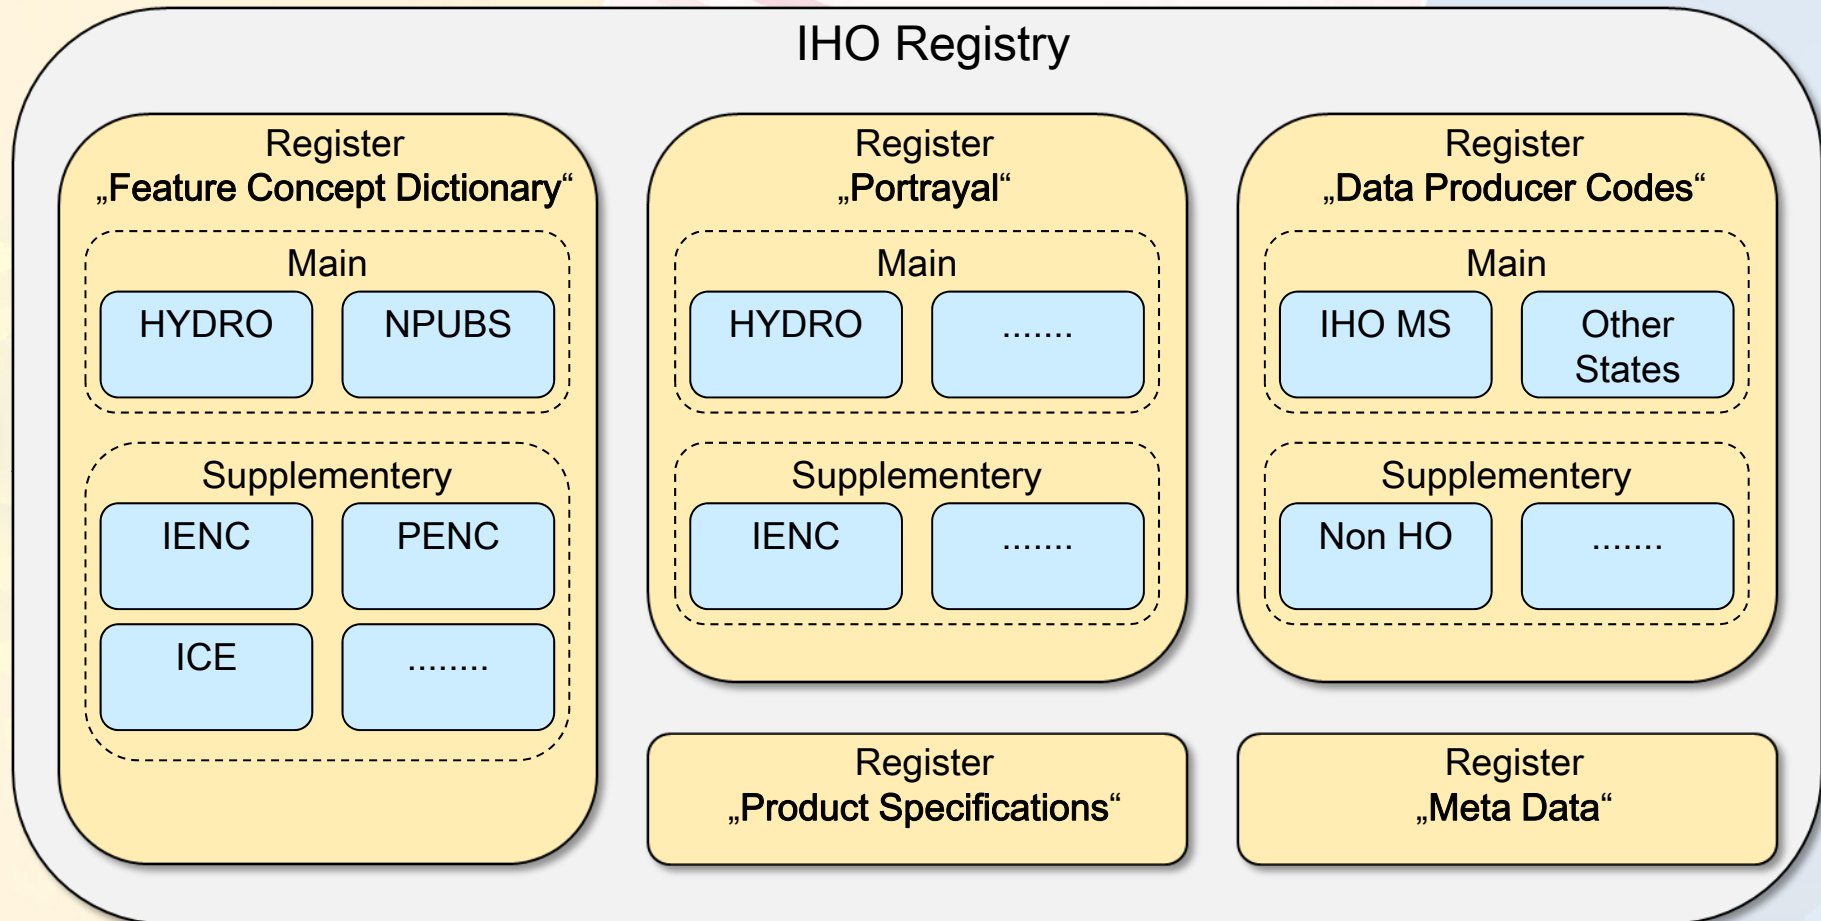 IHO Registry
Register
„Feature Concept Dictionary“
Main
HYDRO
NPUBS
Supplementery
IENC
PENC
ICE
........
Register
„Portrayal“
Main
HYDRO
.......
Supplementery
IENC
.......
Register
„Data Producer Codes“
Main
IHO MS
Other
States
Supplementery
Non HO
.......
Register
„Product Specifications“
Register
„Meta Data“